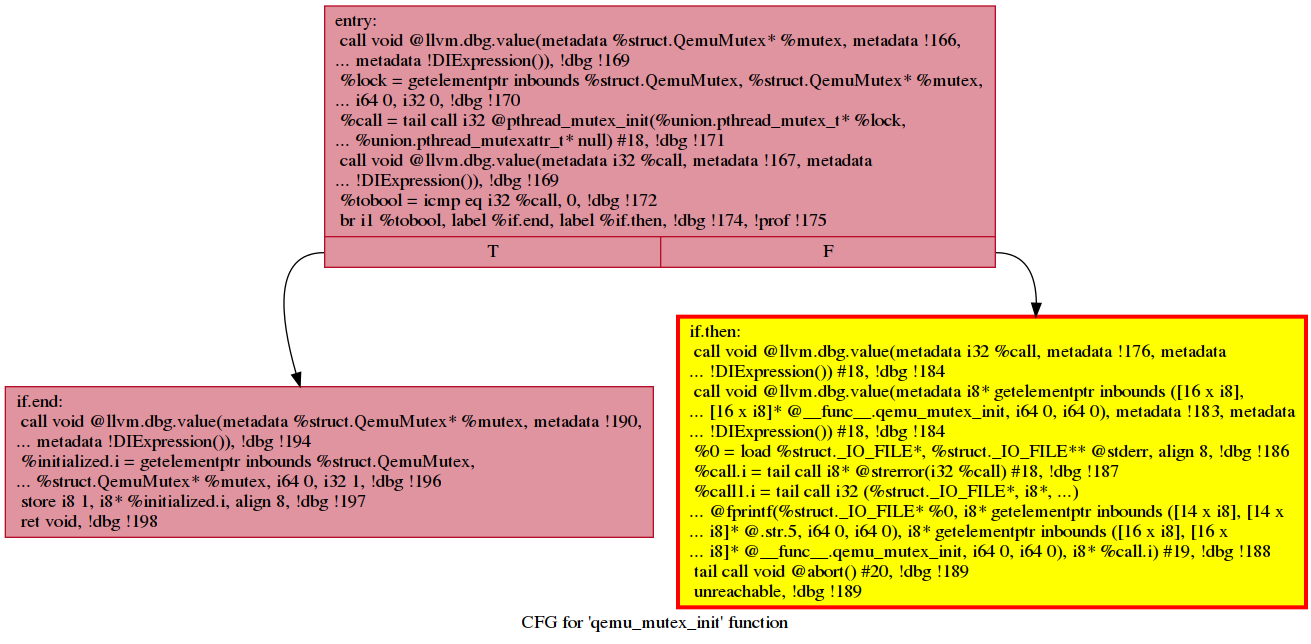 entry:
call void @llvm.dbg.value(metadata %struct.QemuMutex* %mutex, metadata !166,
... metadata !DIExpression()), !dbg !169
%lock = getelementptr inbounds %struct.QemuMutex, %struct.QemuMutex* %mutex,
... i64 0, i32 0, !dbg !170
%call = tail call i32 @pthread_mutex_init(%union.pthread_mutex_t* %lock,
... %union.pthread_mutexattr_t* null) #18, !dbg !171
call void @llvm.dbg.value(metadata i32 %call, metadata !167, metadata
... !DIExpression()), !dbg !169
%tobool = icmp eq i32 %call, 0, !dbg !172
br i1 %tobool, label %if.end, label %if.then, !dbg !174, !prof !175
T
F
if.then:
call void @llvm.dbg.value(metadata i32 %call, metadata !176, metadata
... !DIExpression()) #18, !dbg !184
call void @llvm.dbg.value(metadata i8* getelementptr inbounds ([16 x i8],
... [16 x i8]* @__func__.qemu_mutex_init, i64 0, i64 0), metadata !183, metadata
... !DIExpression()) #18, !dbg !184
%0 = load %struct._IO_FILE*, %struct._IO_FILE** @stderr, align 8, !dbg !186
%call.i = tail call i8* @strerror(i32 %call) #18, !dbg !187
%call1.i = tail call i32 (%struct._IO_FILE*, i8*, ...)
... @fprintf(%struct._IO_FILE* %0, i8* getelementptr inbounds ([14 x i8], [14 x
... i8]* @.str.5, i64 0, i64 0), i8* getelementptr inbounds ([16 x i8], [16 x
... i8]* @__func__.qemu_mutex_init, i64 0, i64 0), i8* %call.i) #19, !dbg !188
tail call void @abort() #20, !dbg !189
unreachable, !dbg !189
if.end:
call void @llvm.dbg.value(metadata %struct.QemuMutex* %mutex, metadata !190,
... metadata !DIExpression()), !dbg !194
%initialized.i = getelementptr inbounds %struct.QemuMutex,
... %struct.QemuMutex* %mutex, i64 0, i32 1, !dbg !196
store i8 1, i8* %initialized.i, align 8, !dbg !197
ret void, !dbg !198
CFG for 'qemu_mutex_init' function